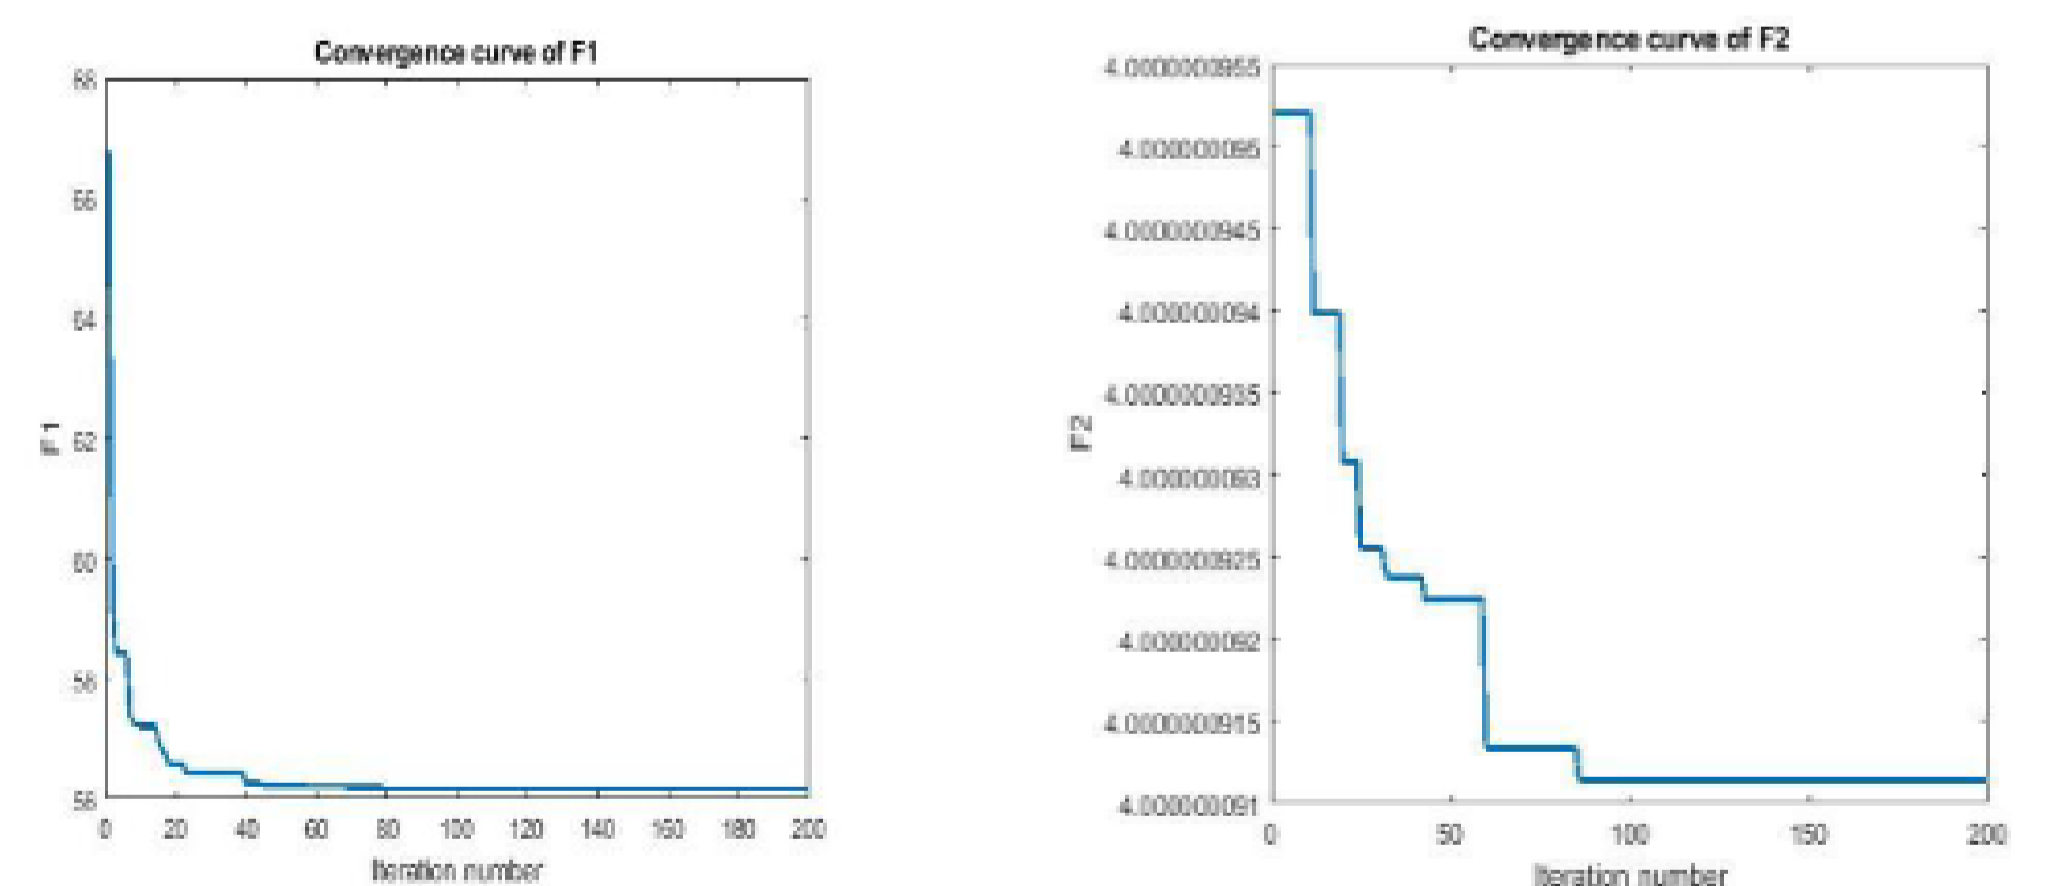 Convergence curve of F1
68
66
64
62
60
58
56
F1
0 20 40 60 80 100 120 140 160 180 200
Iteration number
Convergence curve of F2
4.0000000955
4.000000095
4.0000000945
4.000000094
4.0000000935
4.000000093
4.0000000925
4.000000092
4.0000000915
4.000000091
F2
0 50 100 150 200
Iteration number